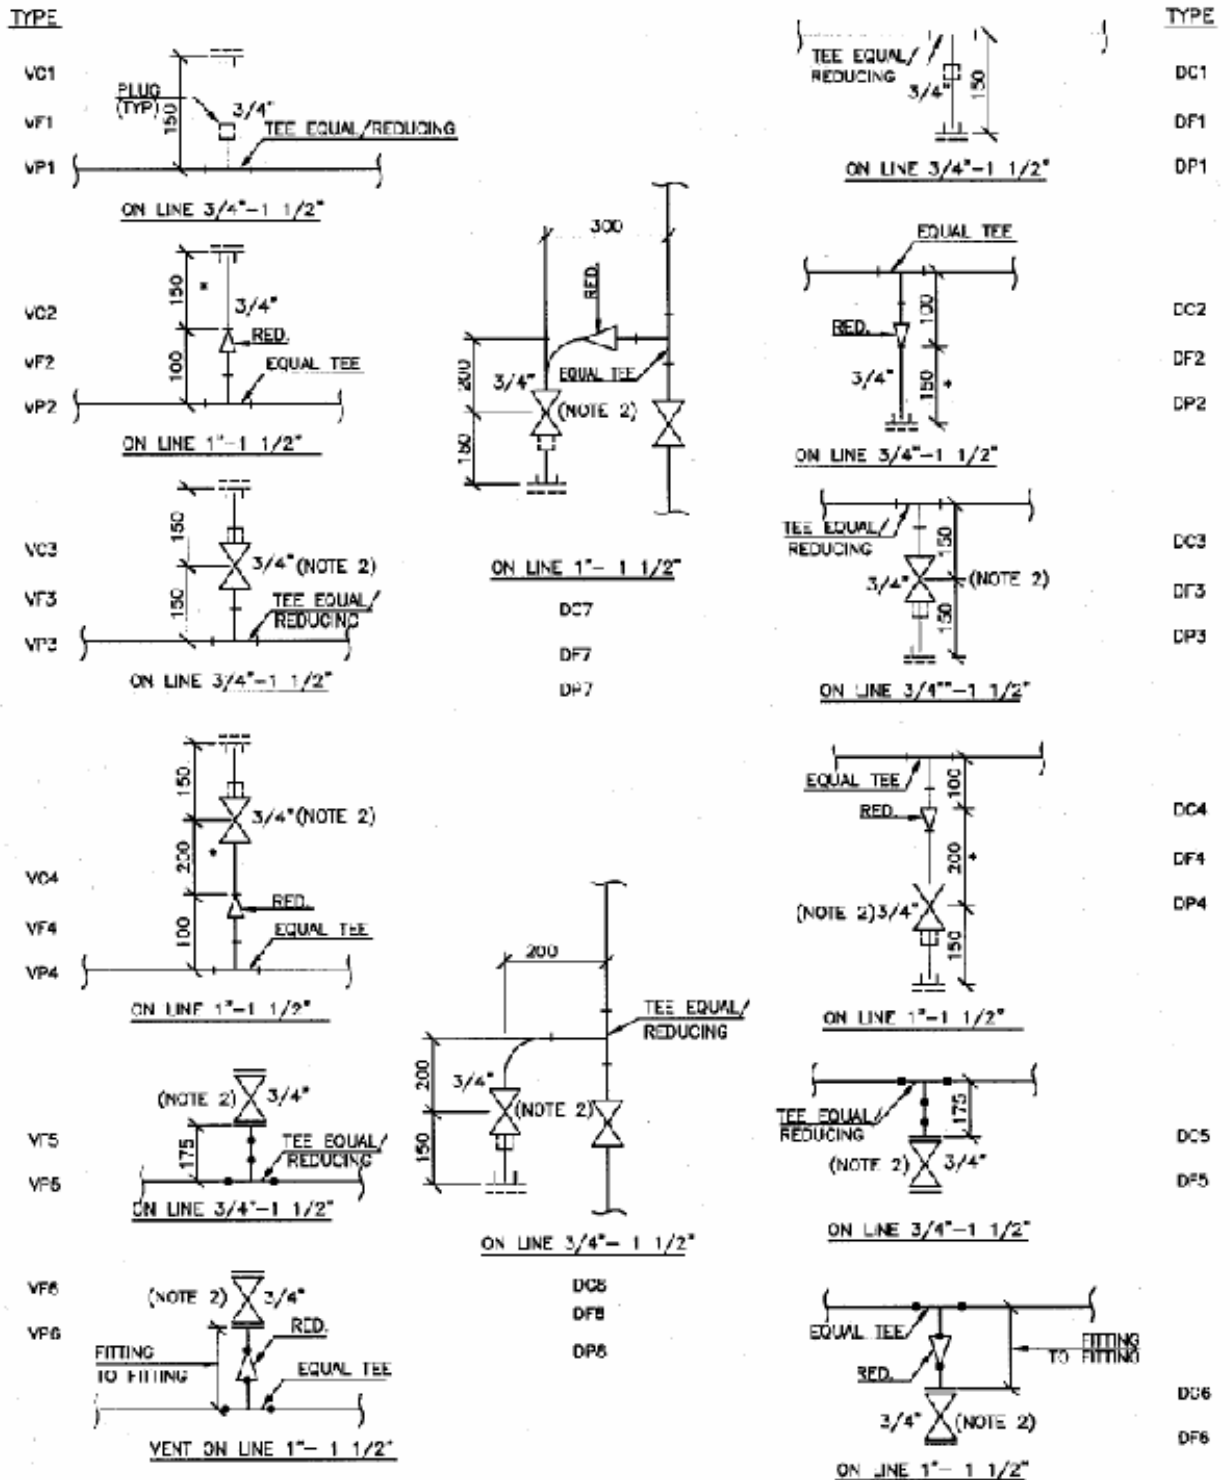 TYPE
VC1
VF1
VP1
PLUG
(TYP)
150
3/4"
TEE EQUAL/REDUCING
ON LINE 3/4"-1 1/2"
VC2
VF2
VP2
150
*
3/4"
100
RED.
EQUAL TEE
ON LINE 1"-1 1/2"
VC3
VF3
VP3
150
150
3/4" (NOTE 2)
TEE EQUAL/
REDUCING
ON LINE 3/4"-1 1/2"
VC4
VF4
VP4
150
200
*
100
3/4" (NOTE 2)
RED.
EQUAL TEE
ON LINE 1"-1 1/2"
VF5
VP5
(NOTE 2)
3/4"
175
TEE EQUAL/
REDUCING
ON LINE 3/4"-1 1/2"
VF6
VP6
(NOTE 2)
3/4"
RED.
FITTING
TO FITTING
EQUAL TEE
VENT ON LINE 1"- 1 1/2"
300
RED.
200
3/4"
EQUAL TEE
(NOTE 2)
150
ON LINE 1"- 1 1/2"
DC7
DF7
DP7
200
TEE EQUAL/
REDUCING
200
3/4"
(NOTE 2)
150
ON LINE 3/4"- 1 1/2"
DC8
DF8
DP8
TYPE
DC1
DF1
DP1
TEE EQUAL/
REDUCING
3/4"
150
ON LINE 3/4"-1 1/2"
DC2
DF2
DP2
EQUAL TEE
RED.
100
3/4"
150
*
ON LINE 3/4"-1 1/2"
DC3
DF3
DP3
TEE EQUAL/
REDUCING
150
3/4"
(NOTE 2)
150
ON LINE 3/4""-1 1/2"
DC4
DF4
DP4
EQUAL TEE
100
RED.
200
*
(NOTE 2) 3/4"
150
ON LINE 1"-1 1/2"
DC5
DF5
TEE EQUAL/
REDUCING
175
(NOTE 2)
3/4"
ON LINE 3/4"-1 1/2"
DC6
DF6
EQUAL TEE
FITTING
TO FITTING
RED.
3/4"
(NOTE 2)
ON LINE 1"- 1 1/2"